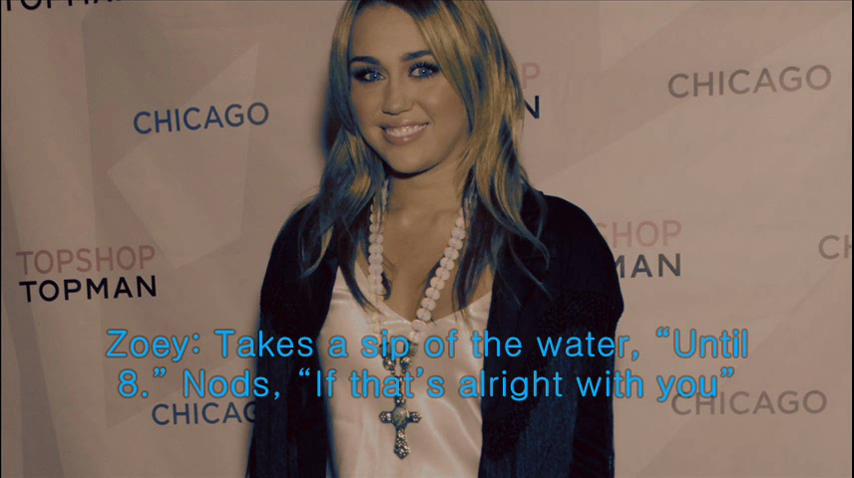 TOPMAN
CHICAGO
CHICAGO
TOPSHOP
TOPMAN
Zoey: Takes a sip of the water, “Until
8.” Nods, “If that’s alright with you”
CHICAGO